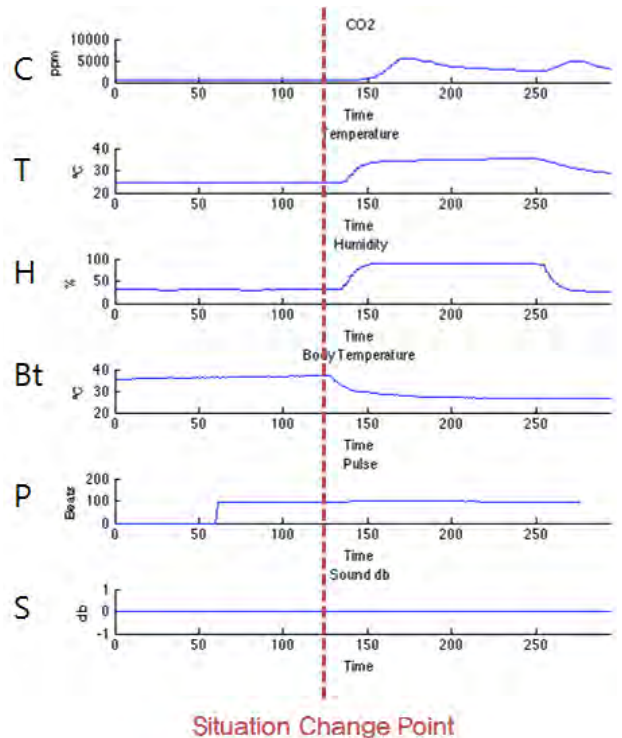 CO2
C
ppm
10000
5000
0
0 50 100 150 200 250
Time
Temperature
T
ºC
40
30
20
0 50 100 150 200 250
Time
Humidity
H
%
100
50
0
0 50 100 150 200 250
Time
Body Temperature
Bt
ºC
40
30
20
0 50 100 150 200 250
Time
Pulse
P
Beatz
200
100
0
0 50 100 150 200 250
Time
Sound db
S
db
1
0
-1
0 50 100 150 200 250
Time
Situation Change Point